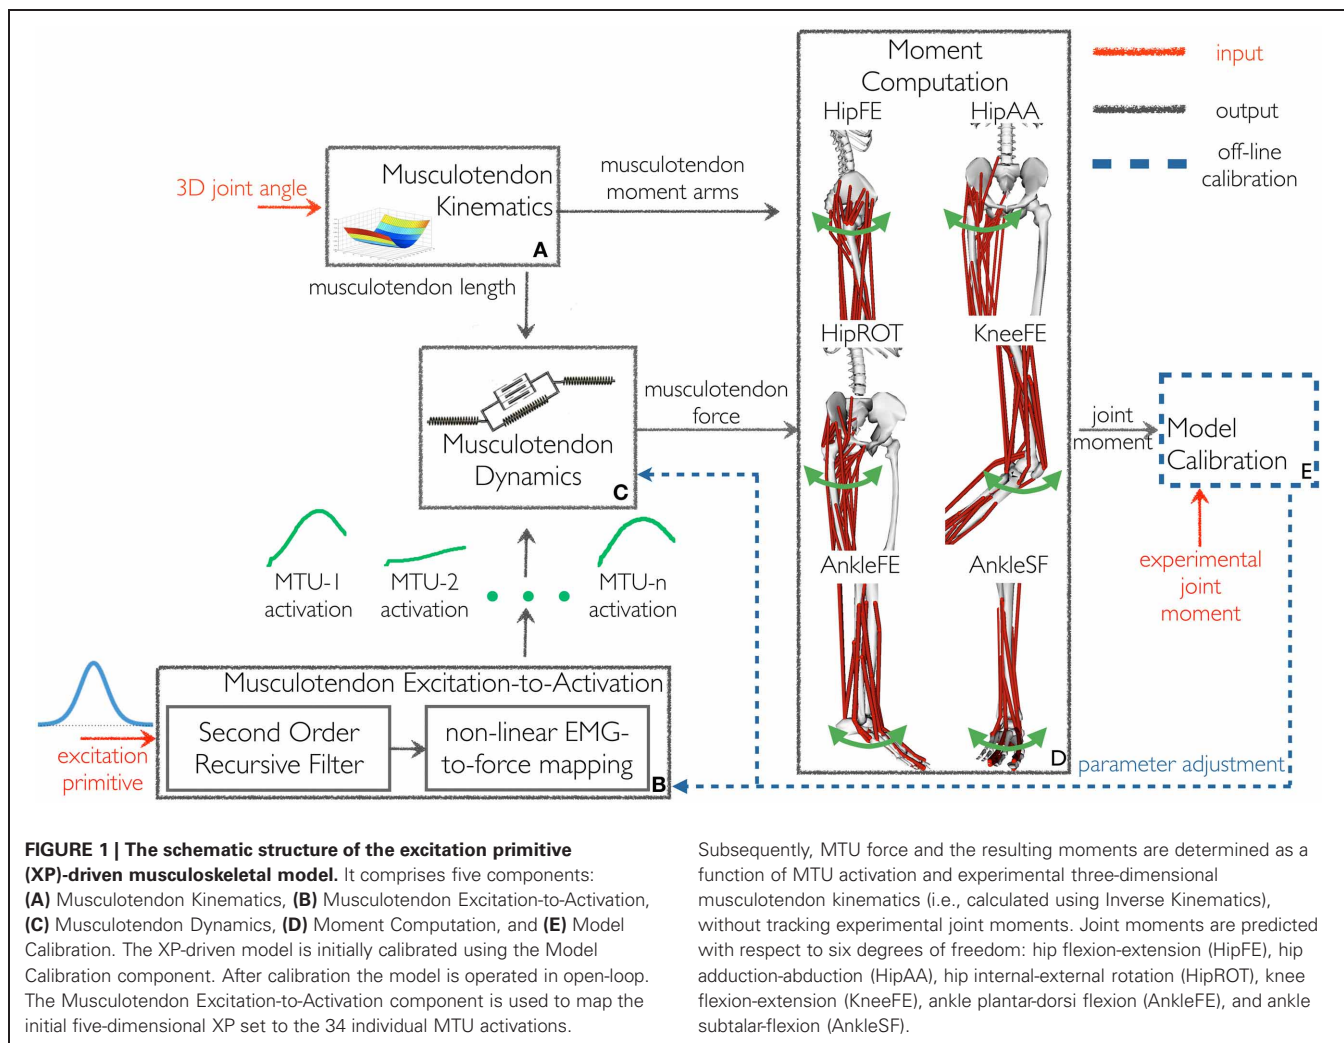 Moment
Computation
HipFE
HipAA
input
output
off-line
calibration
3D joint angle
Musculotendon
Kinematics
A
musculotendon
moment arms
musculotendon length
HipROT
KneeFE
Musculotendon
Dynamics
C
musculotendon
force
joint
moment
Model
Calibration
E
experimental
joint
moment
MTU-1
activation
MTU-2
activation
MTU-n
activation
AnkleFE
AnkleSF
D
excitation
primitive
Musculotendon Excitation-to-Activation
Second Order
Recursive Filter
non-linear EMG-
to-force mapping
B
parameter adjustment
FIGURE 1 | The schematic structure of the excitation primitive
(XP)-driven musculoskeletal model. It comprises five components:
(A) Musculotendon Kinematics, (B) Musculotendon Excitation-to-Activation,
(C) Musculotendon Dynamics, (D) Moment Computation, and (E) Model
Calibration. The XP-driven model is initially calibrated using the Model
Calibration component. After calibration the model is operated in open-loop.
The Musculotendon Excitation-to-Activation component is used to map the
initial five-dimensional XP set to the 34 individual MTU activations.
Subsequently, MTU force and the resulting moments are determined as a
function of MTU activation and experimental three-dimensional
musculotendon kinematics (i.e., calculated using Inverse Kinematics),
without tracking experimental joint moments. Joint moments are predicted
with respect to six degrees of freedom: hip flexion-extension (HipFE), hip
adduction-abduction (HipAA), hip internal-external rotation (HipROT), knee
flexion-extension (KneeFE), ankle plantar-dorsi flexion (AnkleFE), and ankle
subtalar-flexion (AnkleSF).